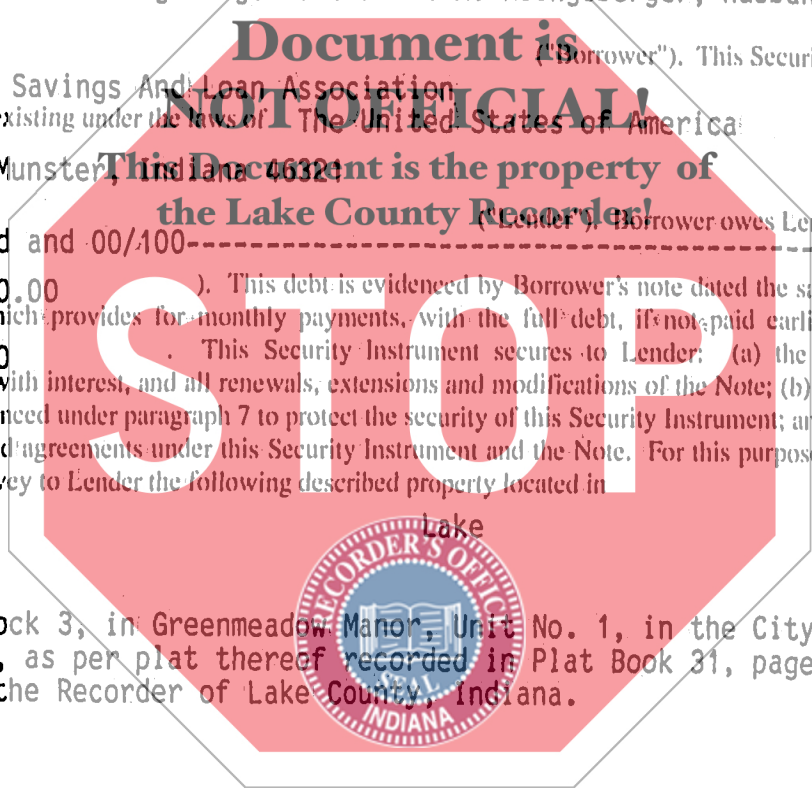 Document is
("Borrower"). This Securi
Savings And Loan Association
NOT OFFICIAL!
existing under the laws of The United States of America
Munster, Indiana 46321
This Document is the property of
the Lake County Recorder!
("Lender"). Borrower owes Len
d and 00/100--------------------------------------------
0.00 ). This debt is evidenced by Borrower's note dated the sa
hich provides for monthly payments, with the full debt, if not paid earli
0 . This Security Instrument secures to Lender: (a) the
with interest, and all renewals, extensions and modifications of the Note; (b)
nced under paragraph 7 to protect the security of this Security Instrument; an
d agreements under this Security Instrument and the Note. For this purpos
STOP
vey to Lender the following described property located in
Lake
RECORDER'S OFFICE
ock 3, in Greenmeadow Manor, Unit No. 1, in the City
, as per plat thereof recorded in Plat Book 31, page
the Recorder of Lake County, Indiana.
SEAL
INDIANA